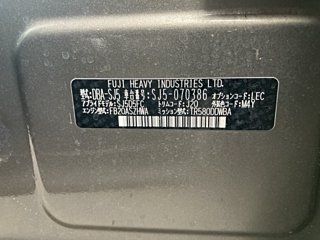 FUJI HEAVY INDUSTRIES LTD.
型式:DBA-SJ5 車台番号:SJ5-070386 オプションコード:LEC
アプライドモデル:SJ5D5FC トリムコード:J20 外装色コード:M4Y
エンジン型式:FB20ASZHWA ミッション型式:TR580DDWBA